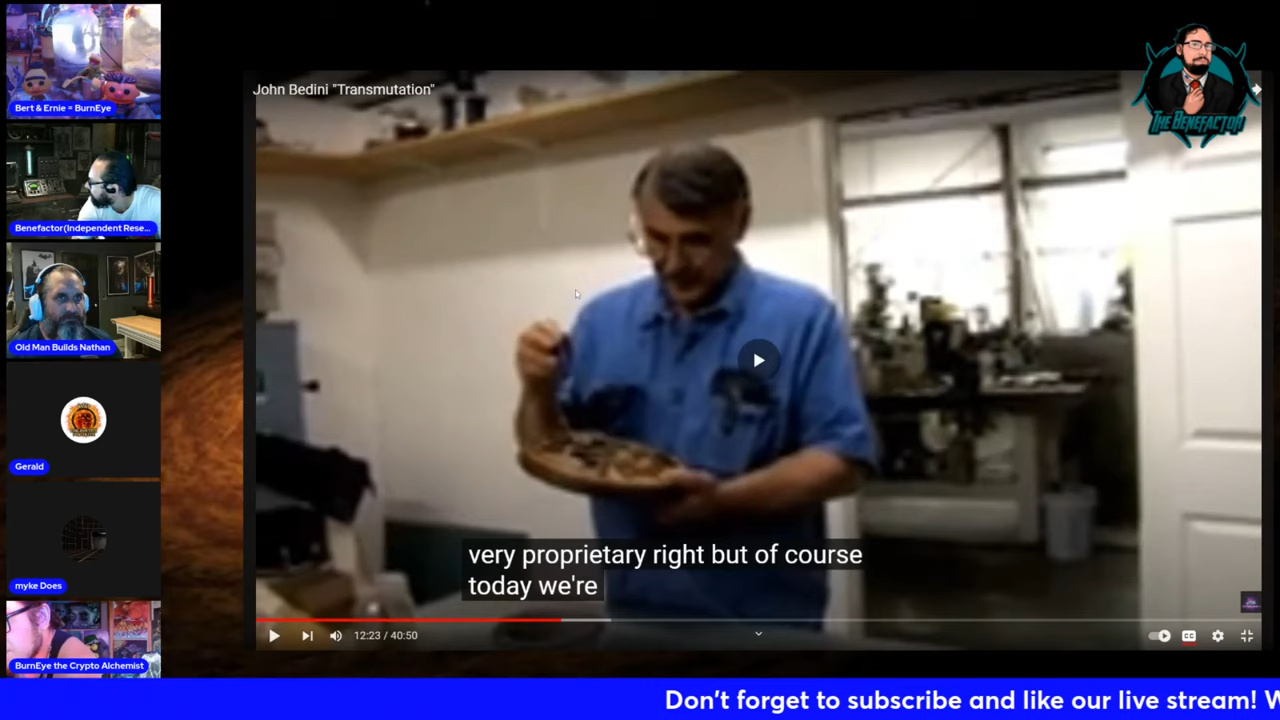 Bert & Ernie = BurnEye
Benefactor(Independent Rese...
Old Man Builds Nathan
Gerald
myke Does
BurnEye the Crypto Alchemist
John Bedini "Transmutation"
THE BENEFACTOR
very proprietary right but of course
today we're
12:23 / 40:50
CC
Don't forget to subscribe and like our live stream! W